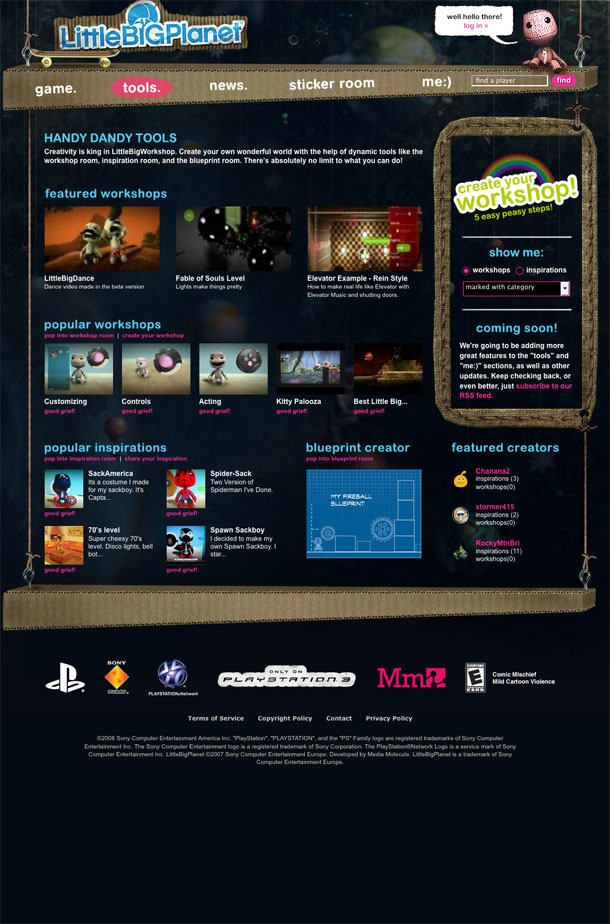 LittleBIGPlanet
well hello there!
log in »
game.
tools.
news.
sticker room
me:)
find a player
find
HANDY DANDY TOOLS
Creativity is king in LittleBigWorkshop. Create your own wonderful world with the help of dynamic tools like the
workshop room, inspiration room, and the blueprint room. There's absolutely no limit to what you can do!
create your
workshop!
5 easy peasy steps!
featured workshops
LittleBigDance
Dance video made in the beta version
Fable of Souls Level
Lights make things pretty
Elevator Example - Rein Style
How to make real life like Elevator with
Elevator Music and shutting doors.
show me:
workshops
inspirations
marked with category
popular workshops
pop into workshop room | create your workshop
Customizing
good grief!
Controls
good grief!
Acting
good grief!
Kitty Palooza
good grief!
Best Little Big...
good grief!
coming soon!
We're going to be adding more
great features to the "tools" and
"me:)" sections, as well as other
updates. Keep checking back, or
even better, just subscribe to our
RSS feed.
popular inspirations
pop into inspiration room | share your inspiration
SackAmerica
Its a costume I made
for my sackboy. It's
Capta...
good grief!
Spider-Sack
Two Version of
Spiderman I've Done.
good grief!
70's level
Super cheesy 70's
level. Disco lights, bell
bot...
good grief!
Spawn Sackboy
I decided to make my
own Spawn Sackboy. I
star...
good grief!
blueprint creator
pop into blueprint room
MY FIREBALL
BLUEPRINT
featured creators
Chanana2
inspirations (3)
workshops(0)
stormer415
inspirations (2)
workshops(0)
RockyMtnBri
inspirations (11)
workshops(0)
SONY
COMPUTER
ENTERTAINMENT
PLAYSTATION®Network
ONLY ON
PLAYSTATION 3
Mm
EVERYONE
E
Comic Mischief
Mild Cartoon Violence
Terms of Service
Copyright Policy
Contact
Privacy Policy
©2008 Sony Computer Entertainment America Inc. "PlayStation", "PLAYSTATION", and the "PS" Family logo are registered trademarks of Sony Computer
Entertainment Inc. The Sony Computer Entertainment logo is a registered trademark of Sony Corporation. The PlayStation®Network Logo is a service mark of Sony
Computer Entertainment Inc. LittleBigPlanet ©2007 Sony Computer Entertainment Europe. Developed by Media Molecule. LittleBigPlanet is a trademark of Sony
Computer Entertainment Europe.